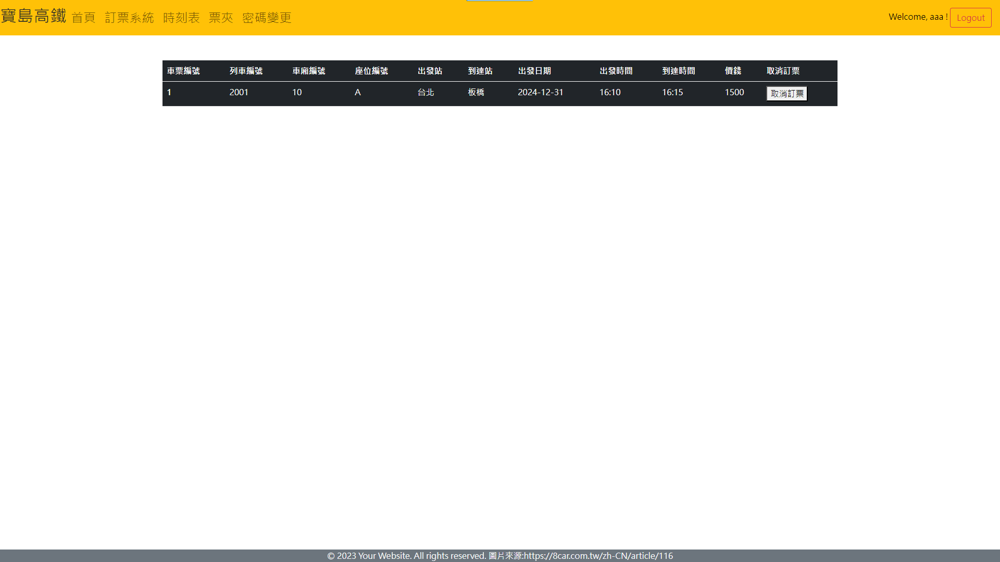 寶島高鐵 首頁 訂票系統 時刻表 票夾 密碼變更 Welcome, aaa ! Logout
車票編號 列車編號 車廂編號 座位編號 出發站 到達站 出發日期 出發時間 到達時間 價錢 取消訂票
1 2001 10 A 台北 板橋 2024-12-31 16:10 16:15 1500 取消訂票
© 2023 Your Website. All rights reserved. 圖片來源:https://8car.com.tw/zh-CN/article/116